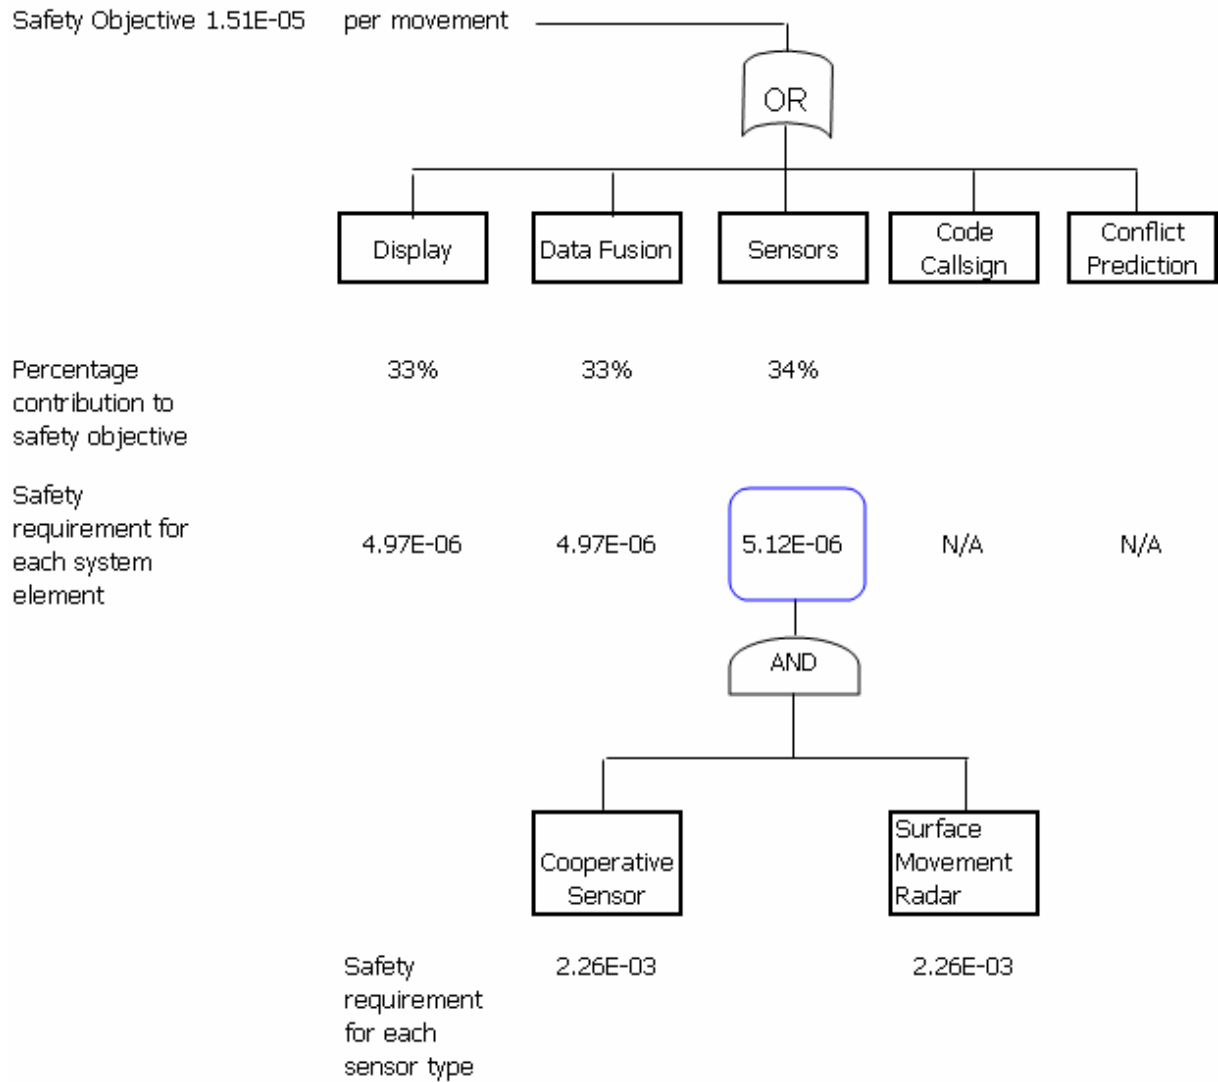 Safety Objective 1.51E-05 per movement
OR
Display
Data Fusion
Sensors
Code
Callsign
Conflict
Prediction
Percentage
contribution to
safety objective
33%
33%
34%
Safety
requirement for
each system
element
4.97E-06
4.97E-06
5.12E-06
N/A
N/A
AND
Cooperative
Sensor
Surface
Movement
Radar
Safety
requirement
for each
sensor type
2.26E-03
2.26E-03